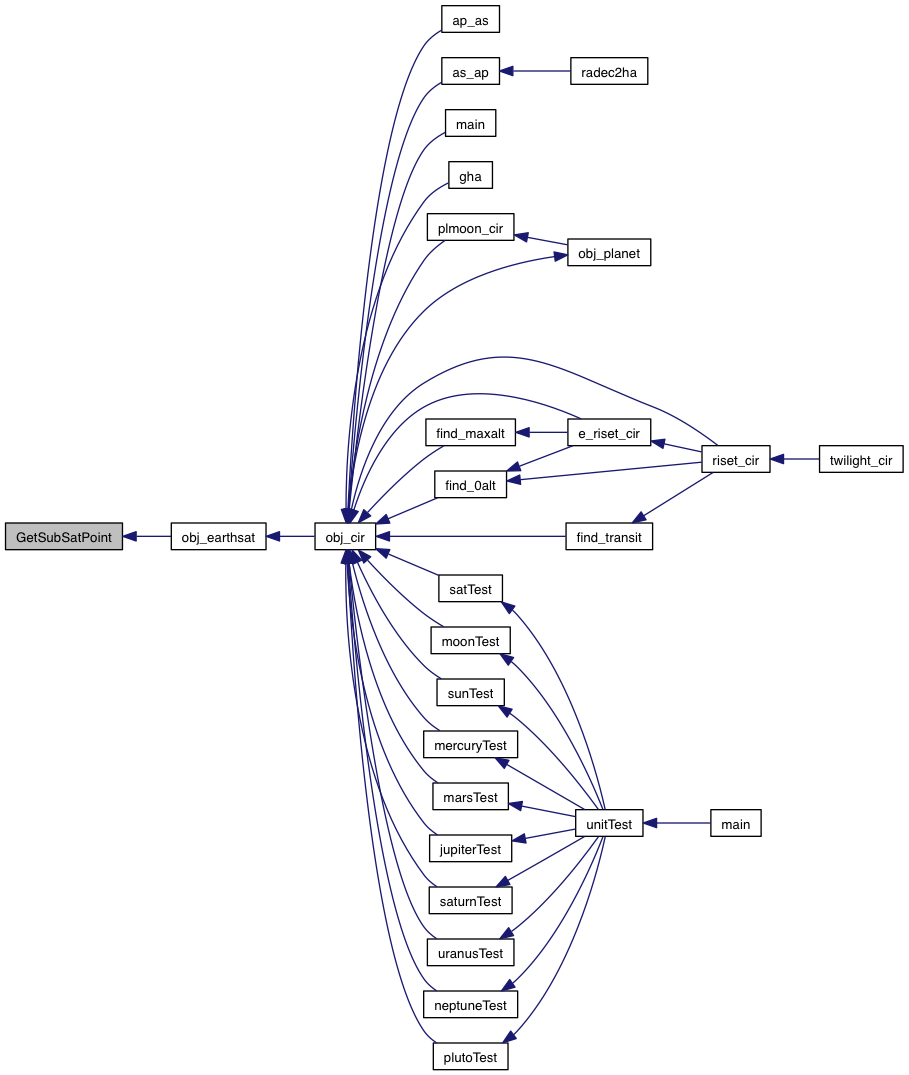 ap_as
as_ap
radec2ha
main
gha
plmoon_cir
obj_planet
find_maxalt
e_riset_cir
riset_cir
twilight_cir
find_0alt
GetSubSatPoint
obj_earthsat
obj_cir
find_transit
satTest
moonTest
sunTest
mercuryTest
marsTest
unitTest
main
jupiterTest
saturnTest
uranusTest
neptuneTest
plutoTest